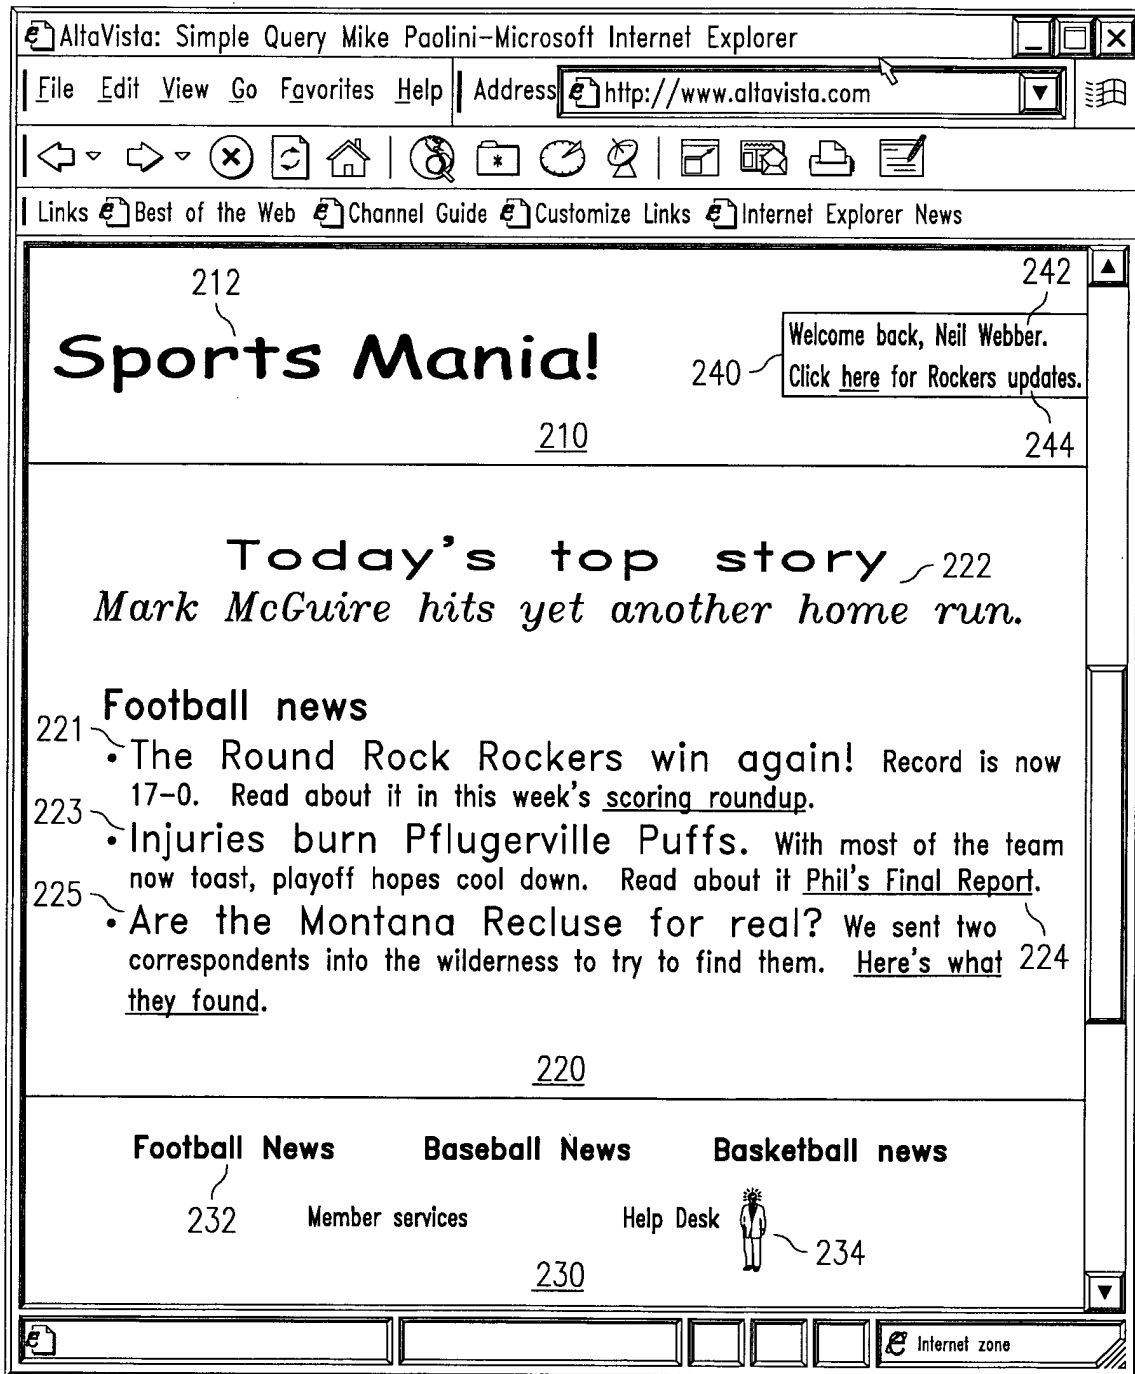 AltaVista: Simple Query Mike Paolini-Microsoft Internet Explorer
File Edit View Go Favorites Help Address http://www.altavista.com
Links Best of the Web Channel Guide Customize Links Internet Explorer News
212
242
Sports Mania!
240
Welcome back, Neil Webber.
Click here for Rockers updates.
210
244
Today's top story
222
Mark McGuire hits yet another home run.
Football news
221
•The Round Rock Rockers win again! Record is now
17-0. Read about it in this week's scoring roundup.
223
•Injuries burn Pflugerville Puffs. With most of the team
now toast, playoff hopes cool down. Read about it Phil's Final Report.
225
•Are the Montana Recluse for real? We sent two
correspondents into the wilderness to try to find them. Here's what
224
they found.
220
Football News Baseball News Basketball news
232
Member services Help Desk
234
230
Internet zone